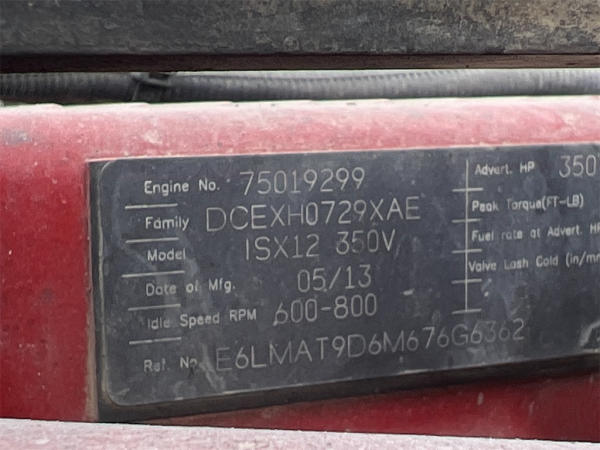 Engine No. 75019299
Family DCEXH0729XAE
Model ISX12 350V
Date of Mfg. 05/13
Idle Speed RPM 600-800
Ref. No. E6LMAT9D6M676G6362
Advert. HP 350
Peak Torque(FT-LB)
Fuel rate at Advert. HP
Valve Lash Cold (in/mm